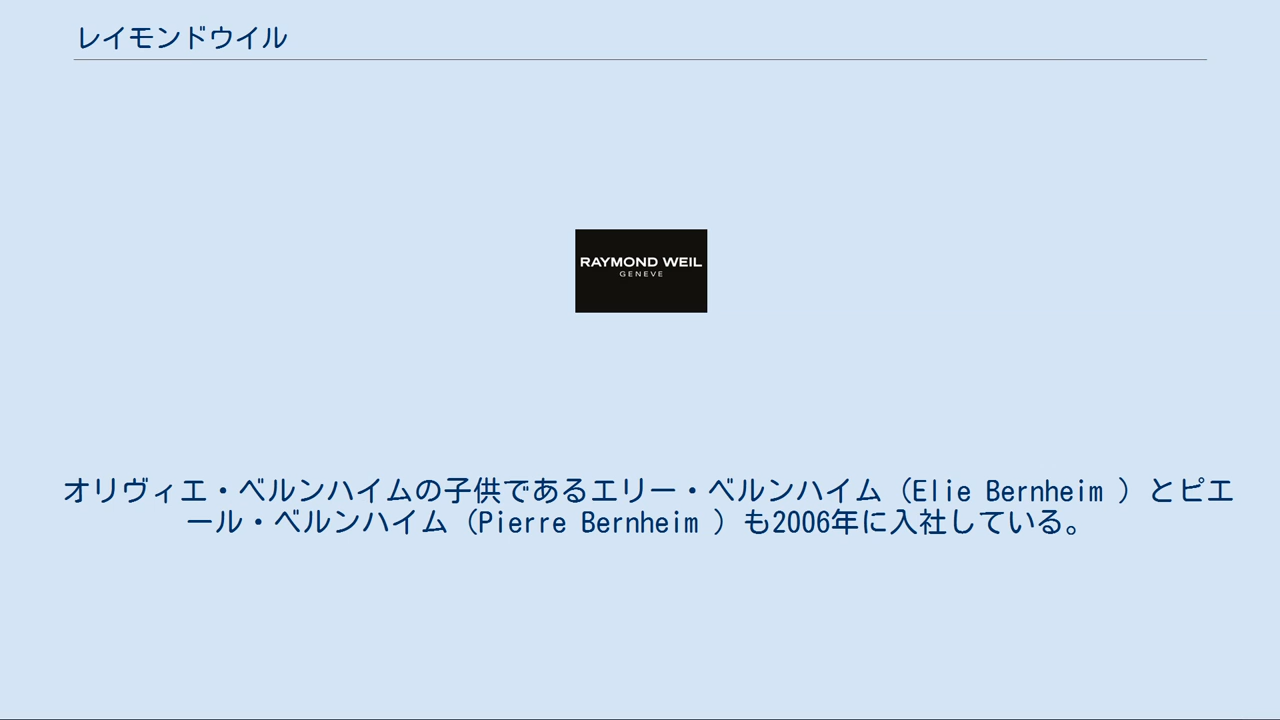 レイモンドウイル
RAYMOND WEIL
GENEVE
オリヴィエ・ベルンハイムの子供であるエリー・ベルンハイム（Elie Bernheim ）とピエ
ール・ベルンハイム（Pierre Bernheim ）も2006年に入社している。